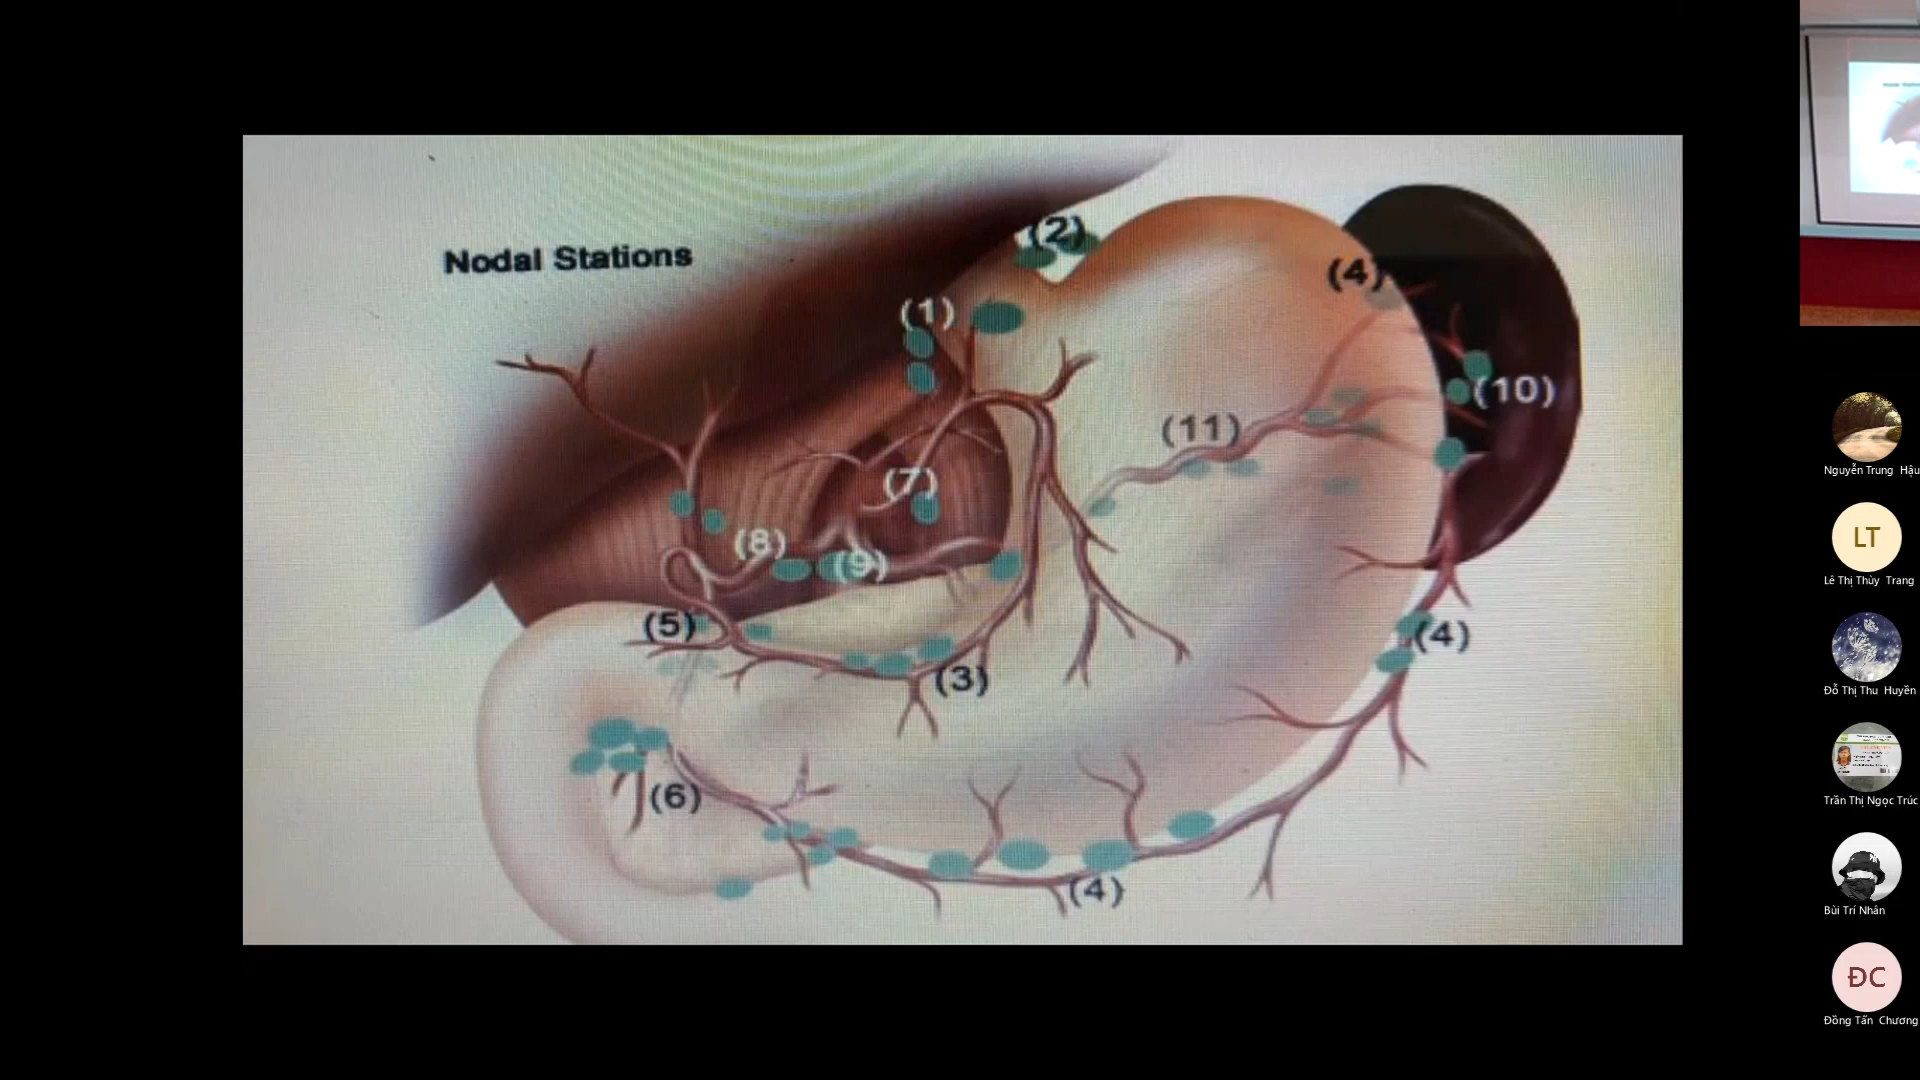 Nodal Stations
(2)
(4)
(1)
(10)
(11)
(7)
(8)
(9)
(5)
(4)
(3)
(6)
(4)
Nguyễn Trung Hậu
LT
Lê Thị Thùy Trang
Đỗ Thị Thu Huyền
Trần Thị Ngọc Trúc
Bùi Trí Nhân
ĐC
Đồng Tấn Chương